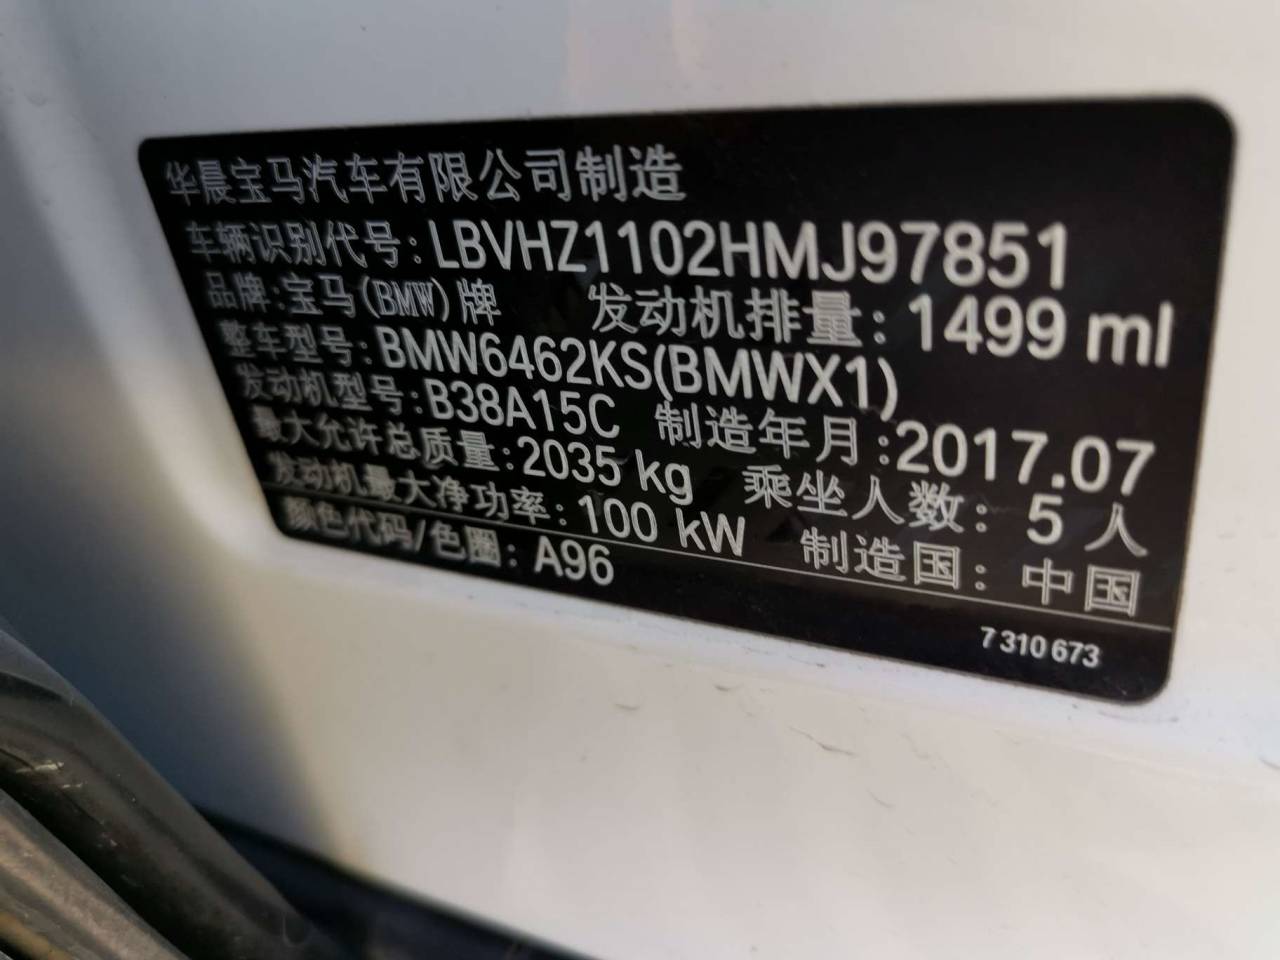 华晨宝马汽车有限公司制造
车辆识别代号:LBVHZ1102HMJ97851
品牌:宝马(BMW)牌 发动机排量:1499 ml
整车型号:BMW6462KS(BMWX1)
发动机型号:B38A15C 制造年月:2017.07
最大允许总质量:2035 kg 乘坐人数:5人
发动机最大净功率:100 kW 制造国:中国
颜色代码/色圈:A96
7 310 673